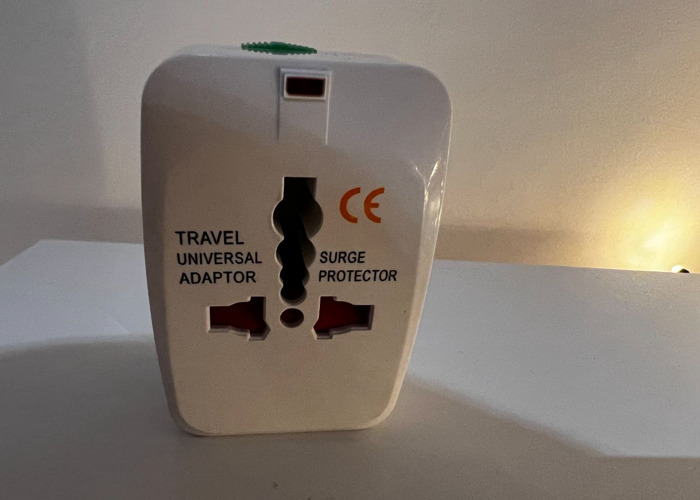 CE
TRAVEL
UNIVERSAL
ADAPTOR
SURGE
PROTECTOR